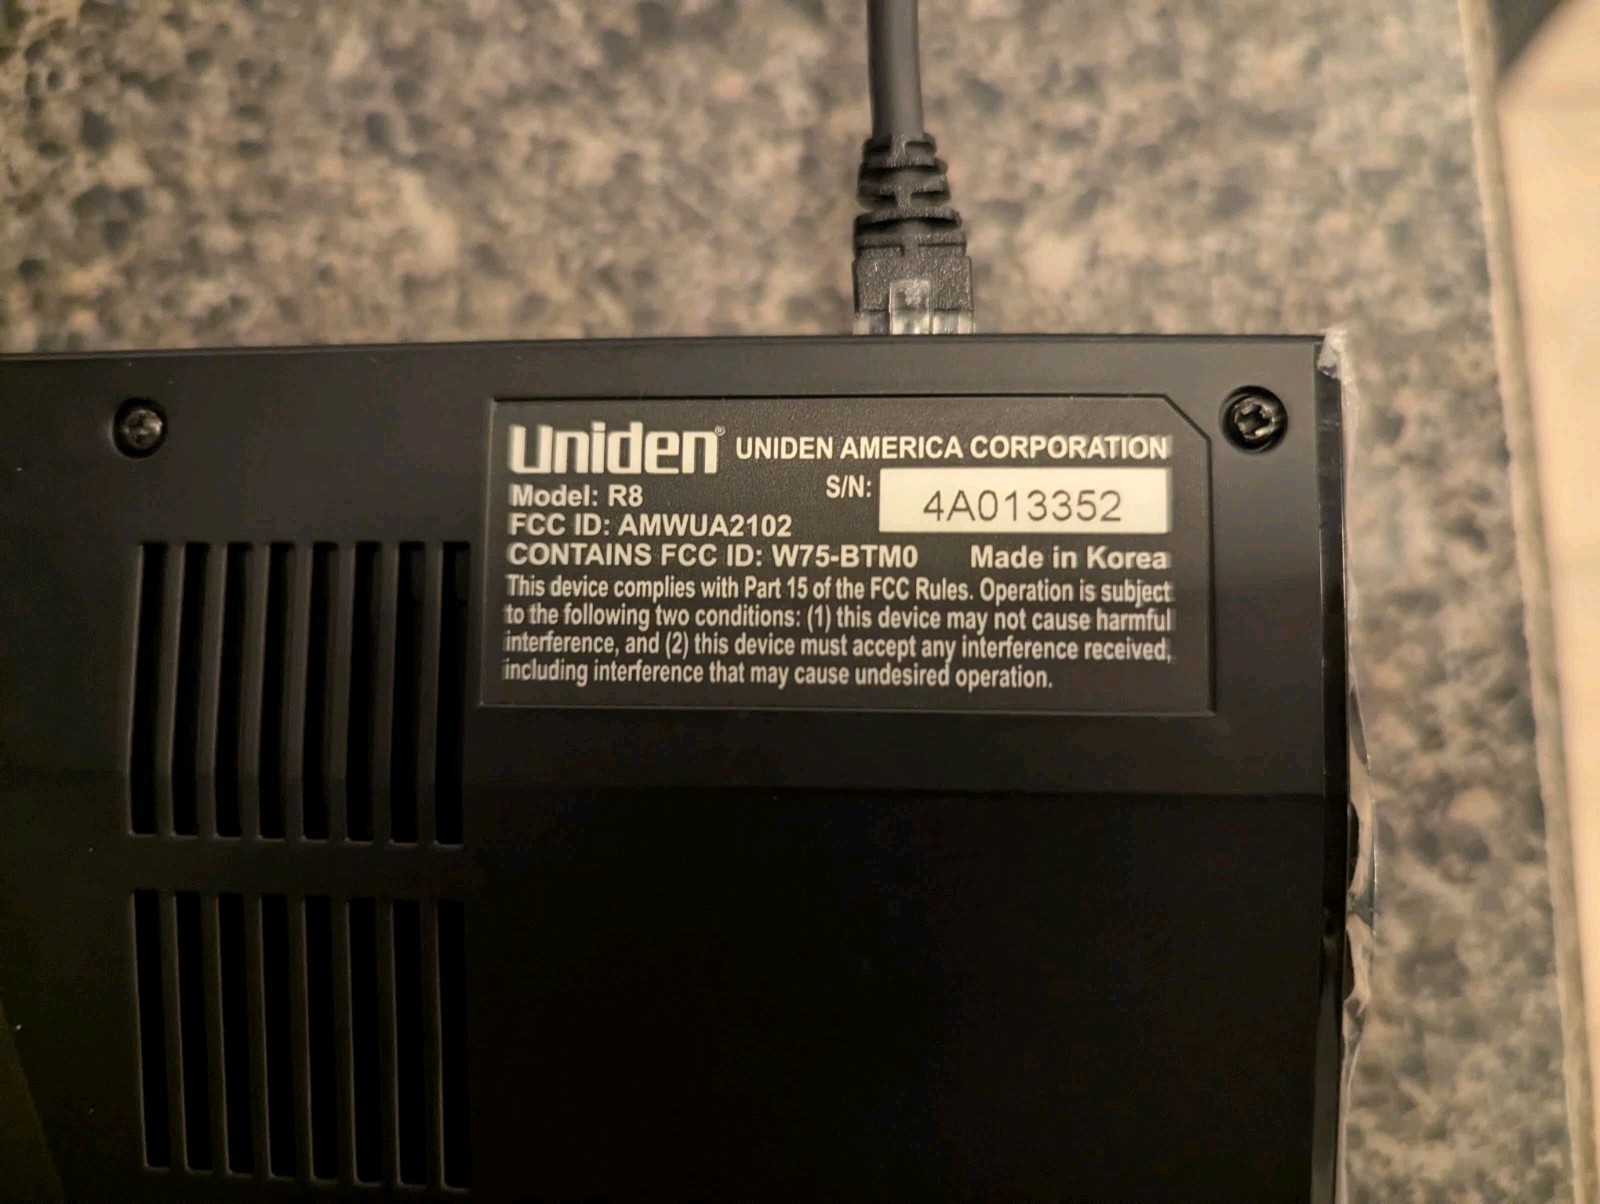 Uniden® UNIDEN AMERICA CORPORATION
Model: R8 S/N: 4A013352
FCC ID: AMWUA2102
CONTAINS FCC ID: W75-BTM0 Made in Korea
This device complies with Part 15 of the FCC Rules. Operation is subject
to the following two conditions: (1) this device may not cause harmful
interference, and (2) this device must accept any interference received,
including interference that may cause undesired operation.